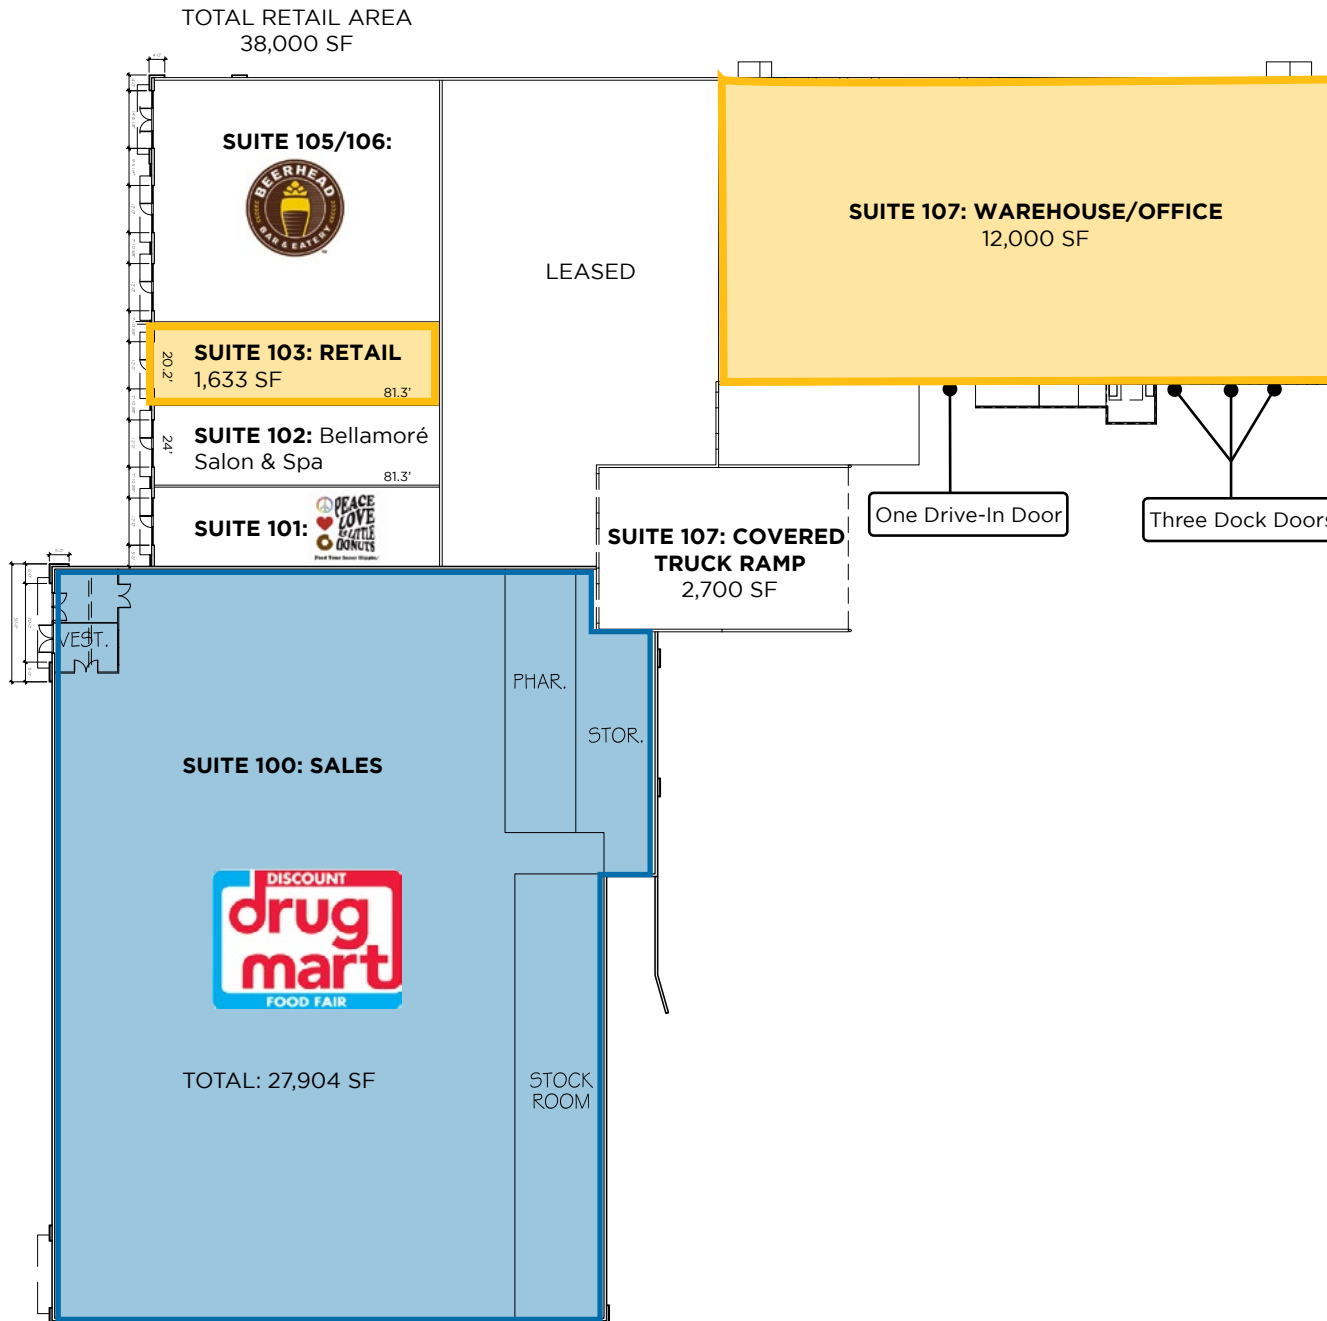 TOTAL RETAIL AREA
38,000 SF
SUITE 105/106:
BEERHEAD
BAR & EATERY
LEASED
SUITE 107: WAREHOUSE/OFFICE
12,000 SF
20.2'
SUITE 103: RETAIL
1,633 SF
81.3'
24'
SUITE 102: Bellamoré
Salon & Spa
81.3'
SUITE 101:
PEACE
LOVE
& LITTLE
DONUTS
One Drive-In Door
Three Dock Doors
SUITE 107: COVERED
TRUCK RAMP
2,700 SF
VEST.
PHAR.
STOR.
SUITE 100: SALES
DISCOUNT
drug
mart
FOOD FAIR
TOTAL: 27,904 SF
STOCK
ROOM